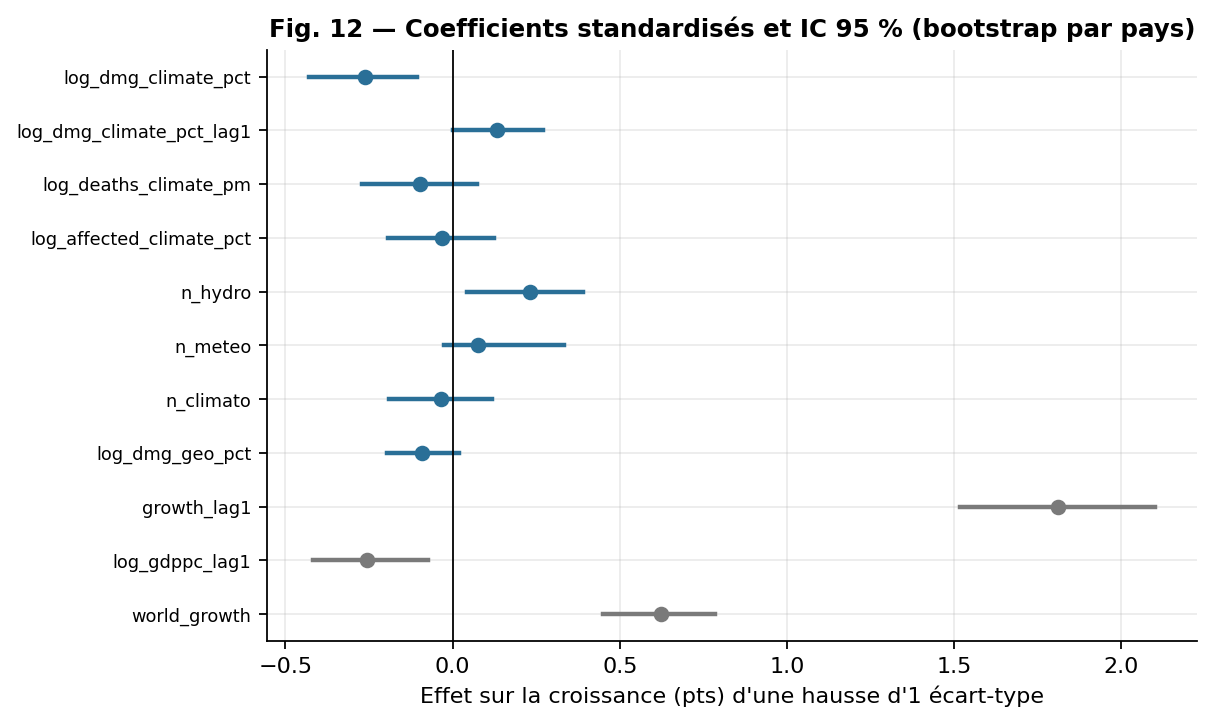 Fig. 12 — Coefficients standardisés et IC 95 % (bootstrap par pays)
log_dmg_climate_pct
log_dmg_climate_pct_lag1
log_deaths_climate_pm
log_affected_climate_pct
n_hydro
n_meteo
n_climato
log_dmg_geo_pct
growth_lag1
log_gdppc_lag1
world_growth
−0.5 0.0 0.5 1.0 1.5 2.0
Effet sur la croissance (pts) d'une hausse d'1 écart-type